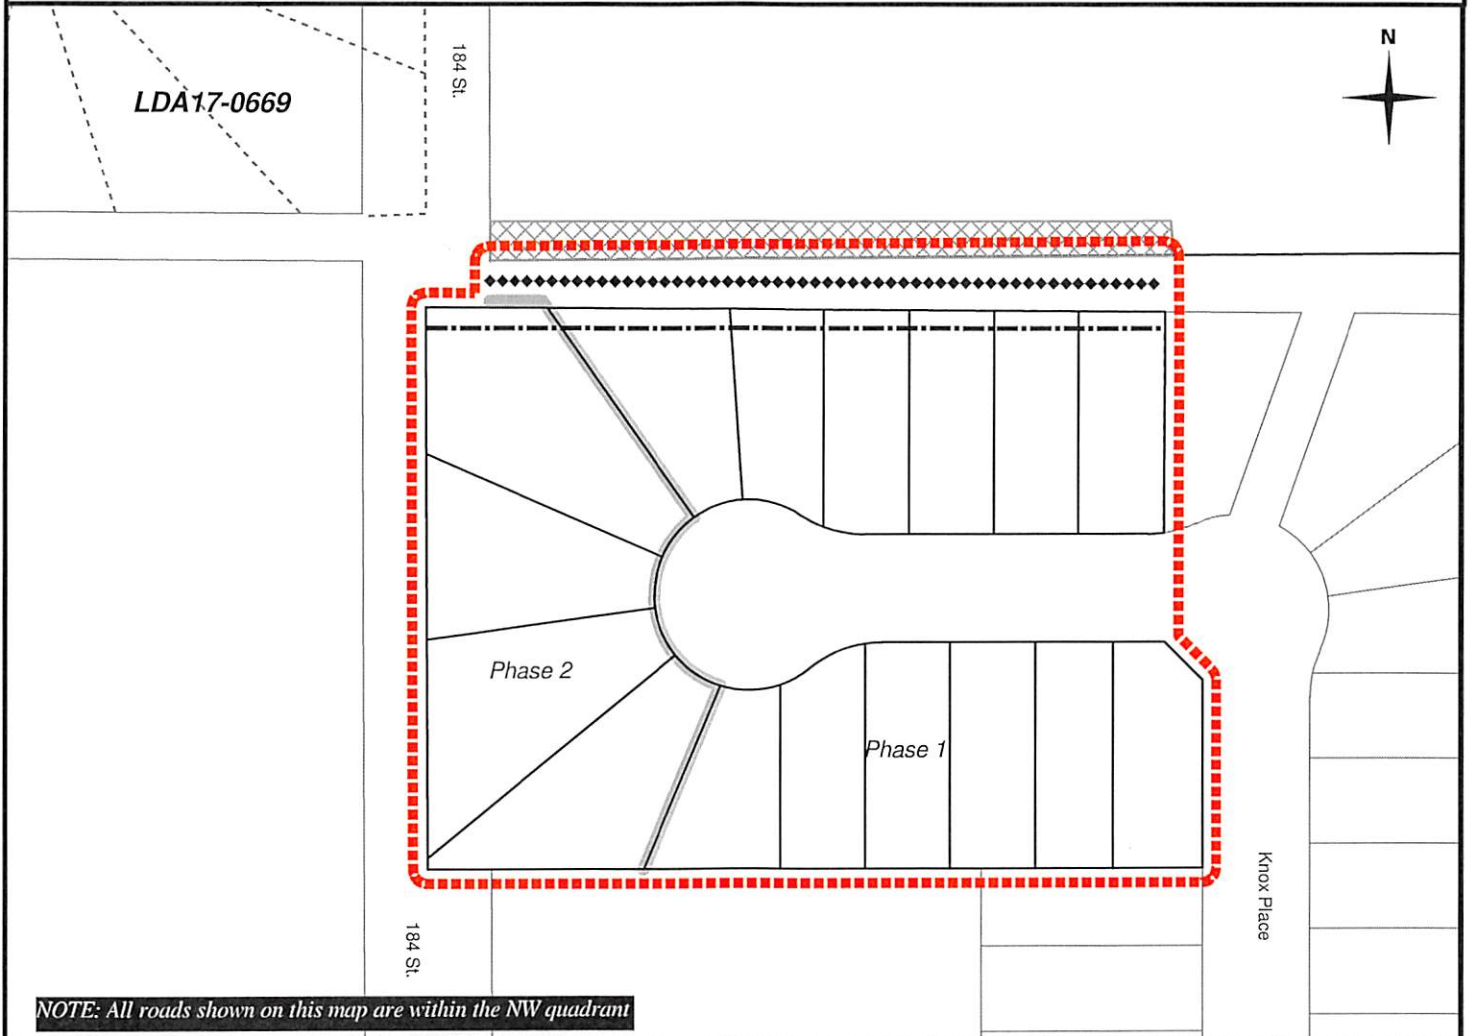 184 St.
N
LDA17-0669
Phase 2
Phase 1
Knox Place
184 St.
NOTE: All roads shown on this map are within the NW quadrant